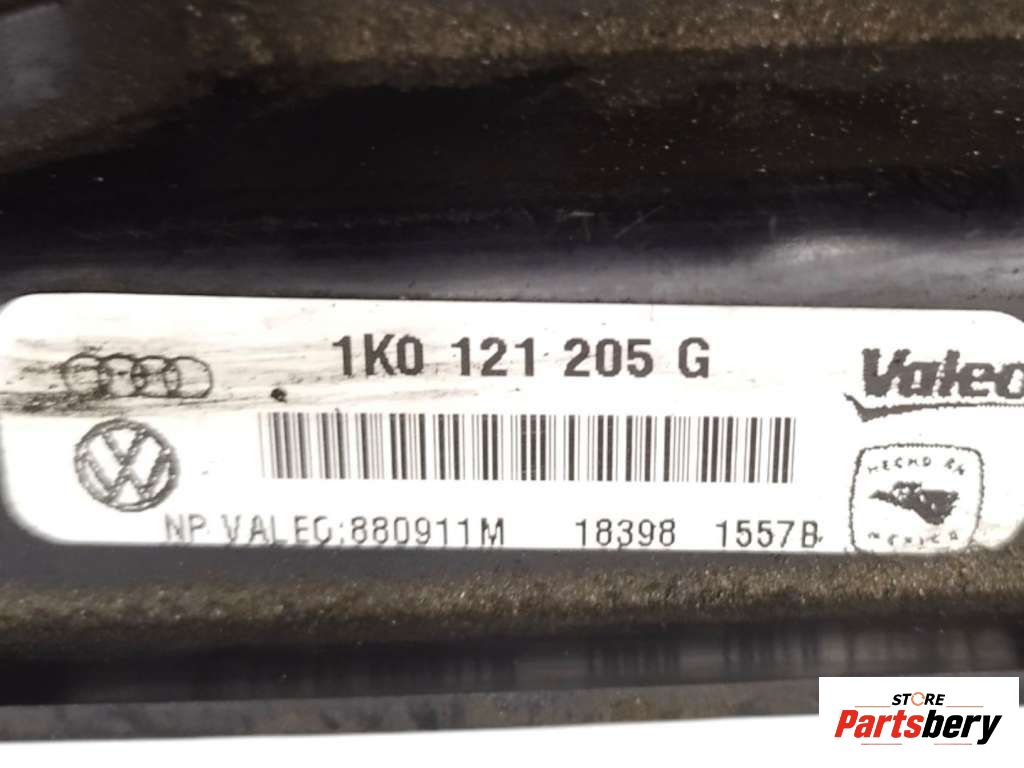 1K0 121 205 G
Valeo
HECHO EN
MEXICO
NP. VALEO:880911M 18398 1557B
STORE
Partsbery